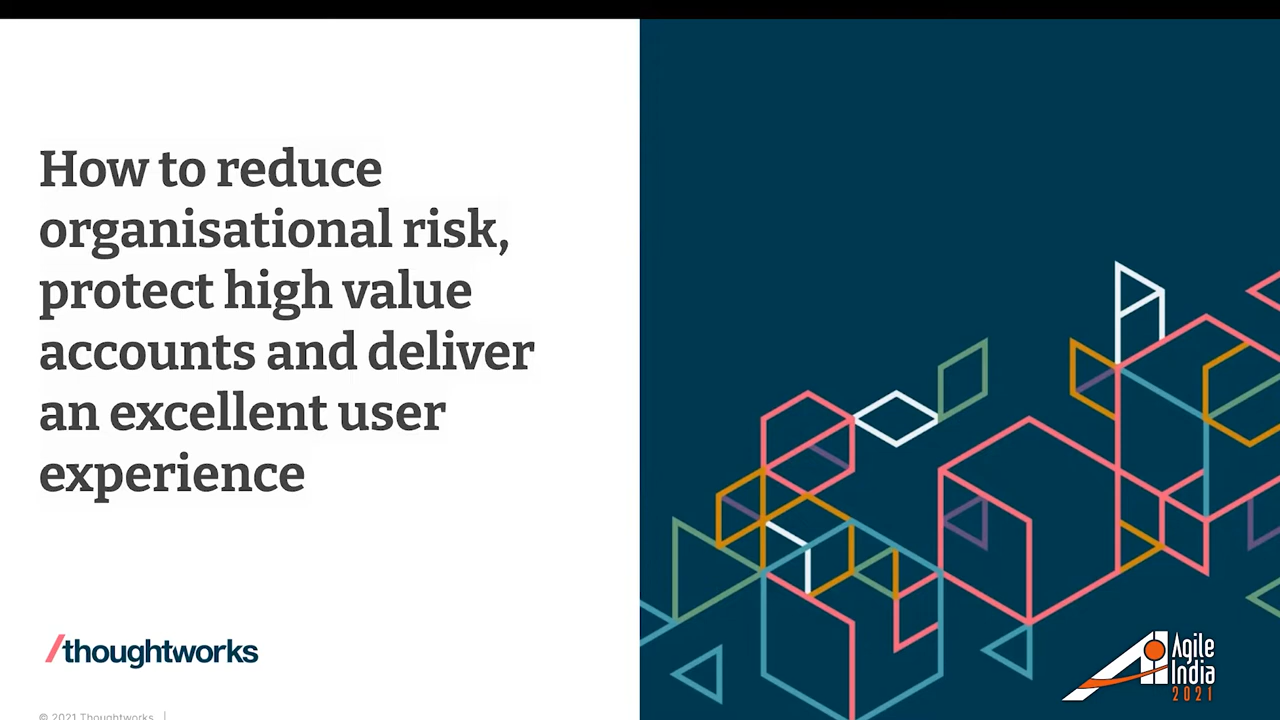 How to reduce
organisational risk,
protect high value
accounts and deliver
an excellent user
experience
/thoughtworks
© 2021 Thoughtworks |
Agile
India
2021